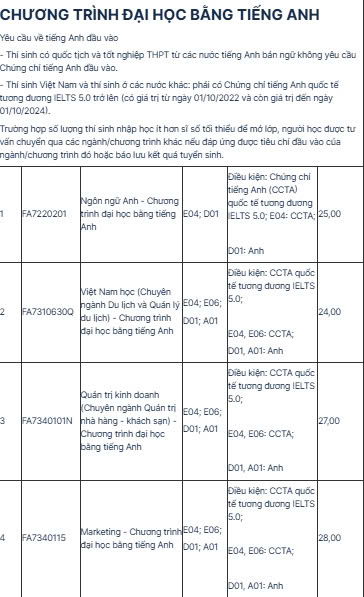 CHƯƠNG TRÌNH ĐẠI HỌC BẰNG TIẾNG ANH
Yêu cầu về tiếng Anh đầu vào
- Thí sinh có quốc tịch và tốt nghiệp THPT từ các nước tiếng Anh bản ngữ không yêu cầu
Chứng chỉ tiếng Anh đầu vào.
- Thí sinh Việt Nam và thí sinh ở các nước khác: phải có Chứng chỉ tiếng Anh quốc tế
tương đương IELTS 5.0 trở lên (có giá trị từ ngày 01/10/2022 và còn giá trị đến ngày
01/10/2024).
Trường hợp số lượng thí sinh nhập học ít hơn sĩ số tối thiểu để mở lớp, người học được tư
vấn chuyển qua các ngành/chương trình khác nếu đáp ứng được tiêu chí đầu vào của
ngành/chương trình đó hoặc bảo lưu kết quả tuyển sinh.
1
FA7220201
Ngôn ngữ Anh - Chương
trình đại học bằng tiếng
Anh
E04; D01
Điều kiện: Chứng chỉ
tiếng Anh (CCTA)
quốc tế tương đương
IELTS 5.0; E04: CCTA;
D01: Anh
25,00
2
FA7310630Q
Việt Nam học (Chuyên
ngành Du lịch và Quản lý
du lịch) - Chương trình
đại học bằng tiếng Anh
E04; E06;
D01; A01
Điều kiện: CCTA quốc
tế tương đương IELTS
5.0;
E04, E06: CCTA;
D01, A01: Anh
24,00
3
FA7340101N
Quản trị kinh doanh
(Chuyên ngành Quản trị
nhà hàng - khách sạn) -
Chương trình đại học
bằng tiếng Anh
E04; E06;
D01; A01
Điều kiện: CCTA quốc
tế tương đương IELTS
5.0;
E04, E06: CCTA;
D01, A01: Anh
27,00
4
FA7340115
Marketing - Chương trình
đại học bằng tiếng Anh
E04; E06;
D01; A01
Điều kiện: CCTA quốc
tế tương đương IELTS
5.0;
E04, E06: CCTA;
D01, A01: Anh
28,00